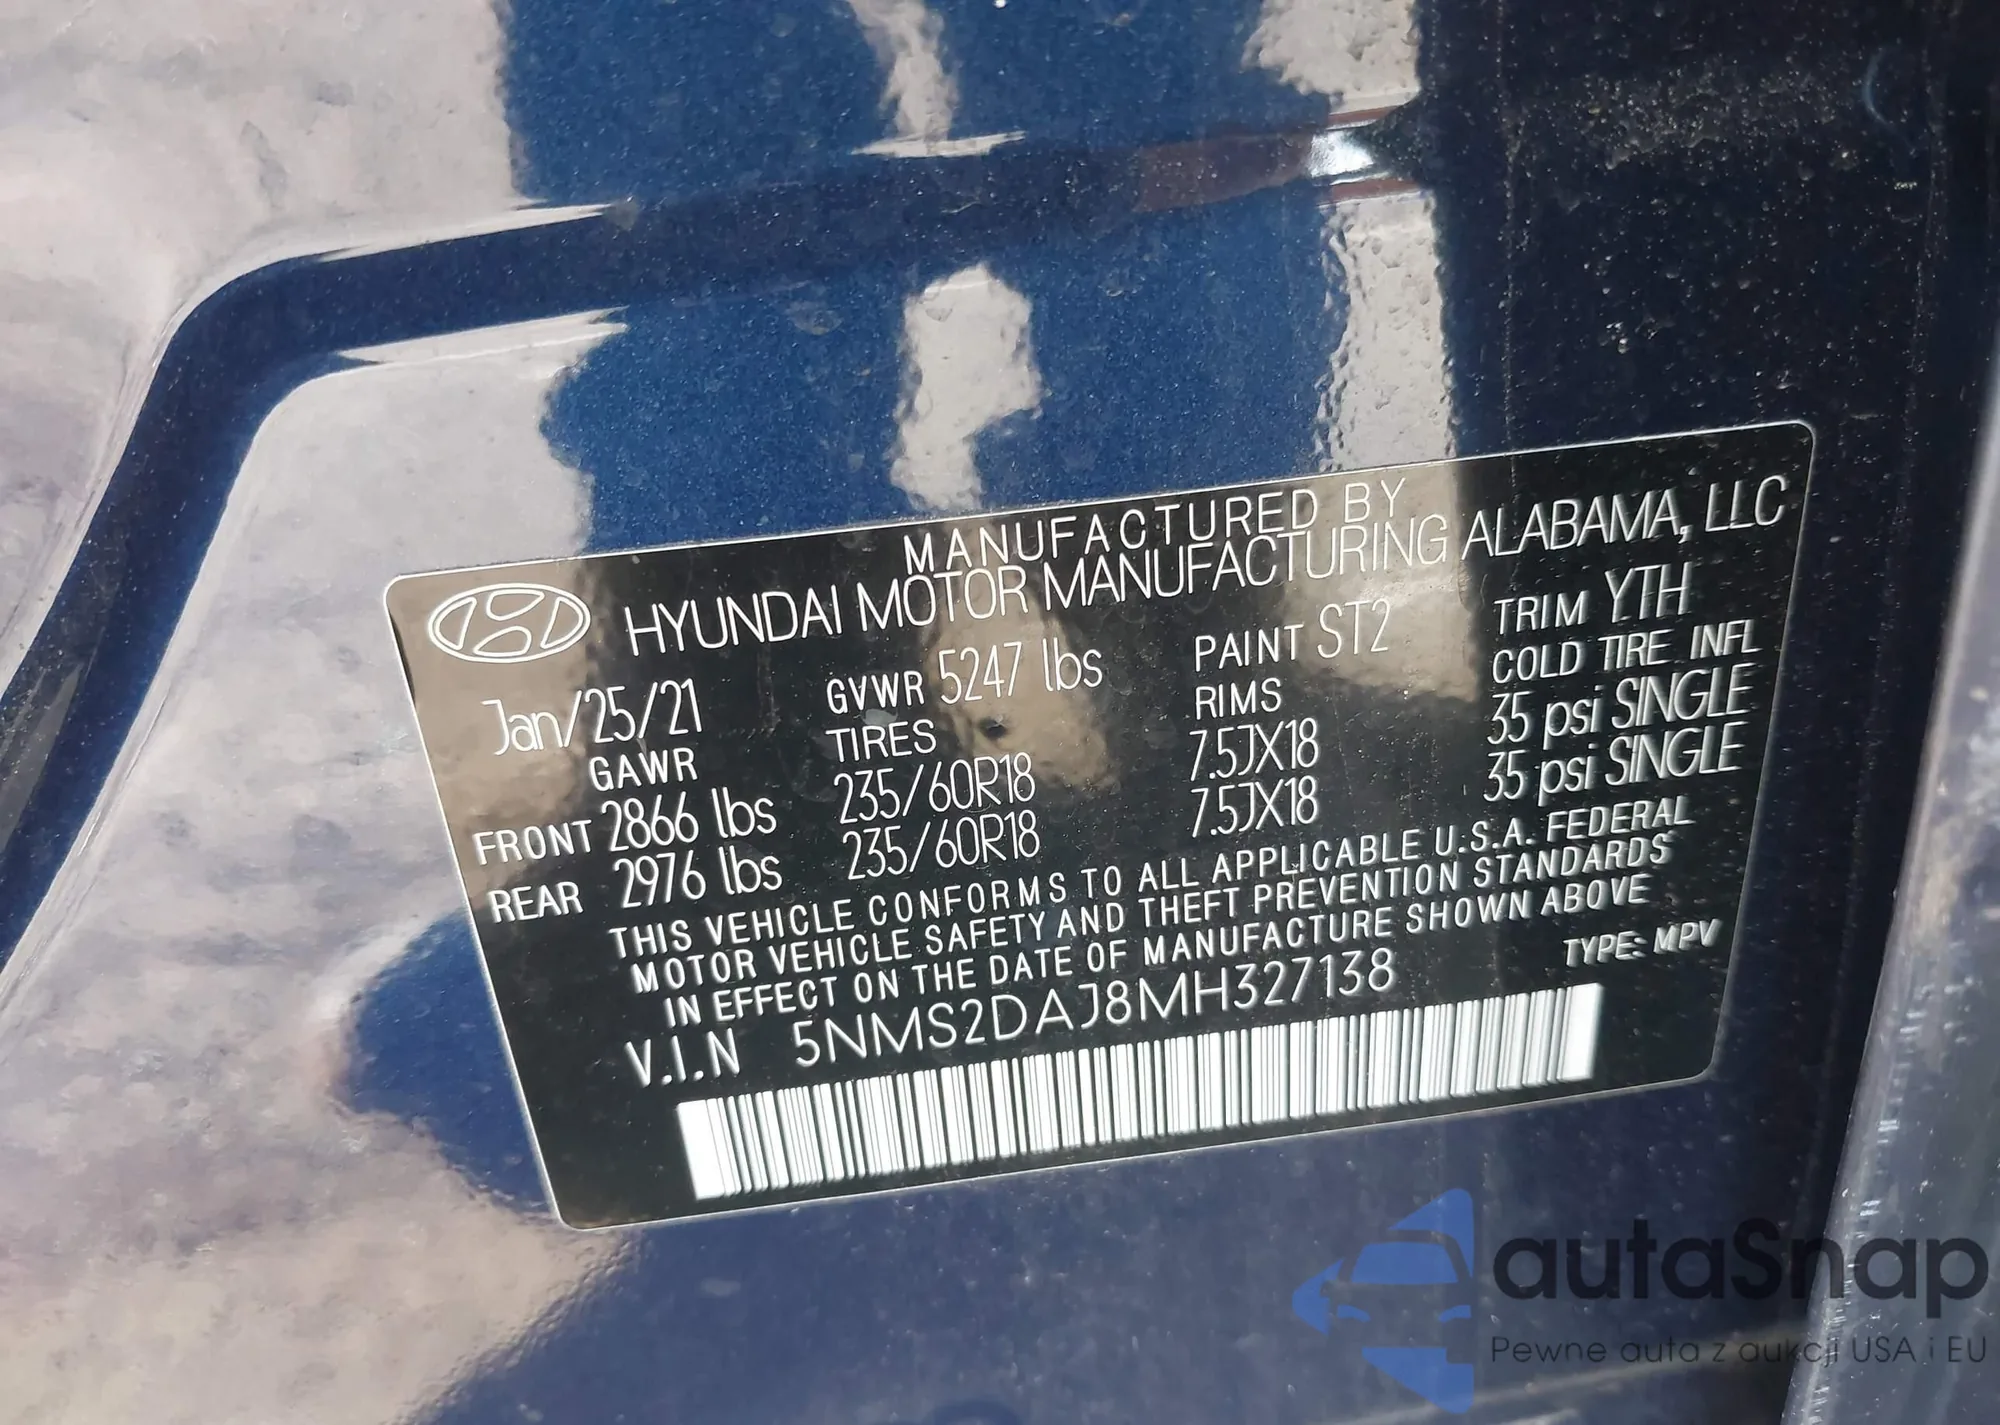 MANUFACTURED BY
HYUNDAI MOTOR MANUFACTURING ALABAMA, LLC
Jan/25/21 GVWR 5247 lbs PAINT ST2 TRIM YTH
GAWR TIRES RIMS COLD TIRE INFL
FRONT 2866 lbs 235/60R18 7.5JX18 35 psi SINGLE
REAR 2976 lbs 235/60R18 7.5JX18 35 psi SINGLE
THIS VEHICLE CONFORMS TO ALL APPLICABLE U.S.A. FEDERAL
MOTOR VEHICLE SAFETY AND THEFT PREVENTION STANDARDS
IN EFFECT ON THE DATE OF MANUFACTURE SHOWN ABOVE
V.I.N 5NMS2DAJ8MH327138 TYPE: MPV
autaSnap
Pewne auta z aukcji USA i EU